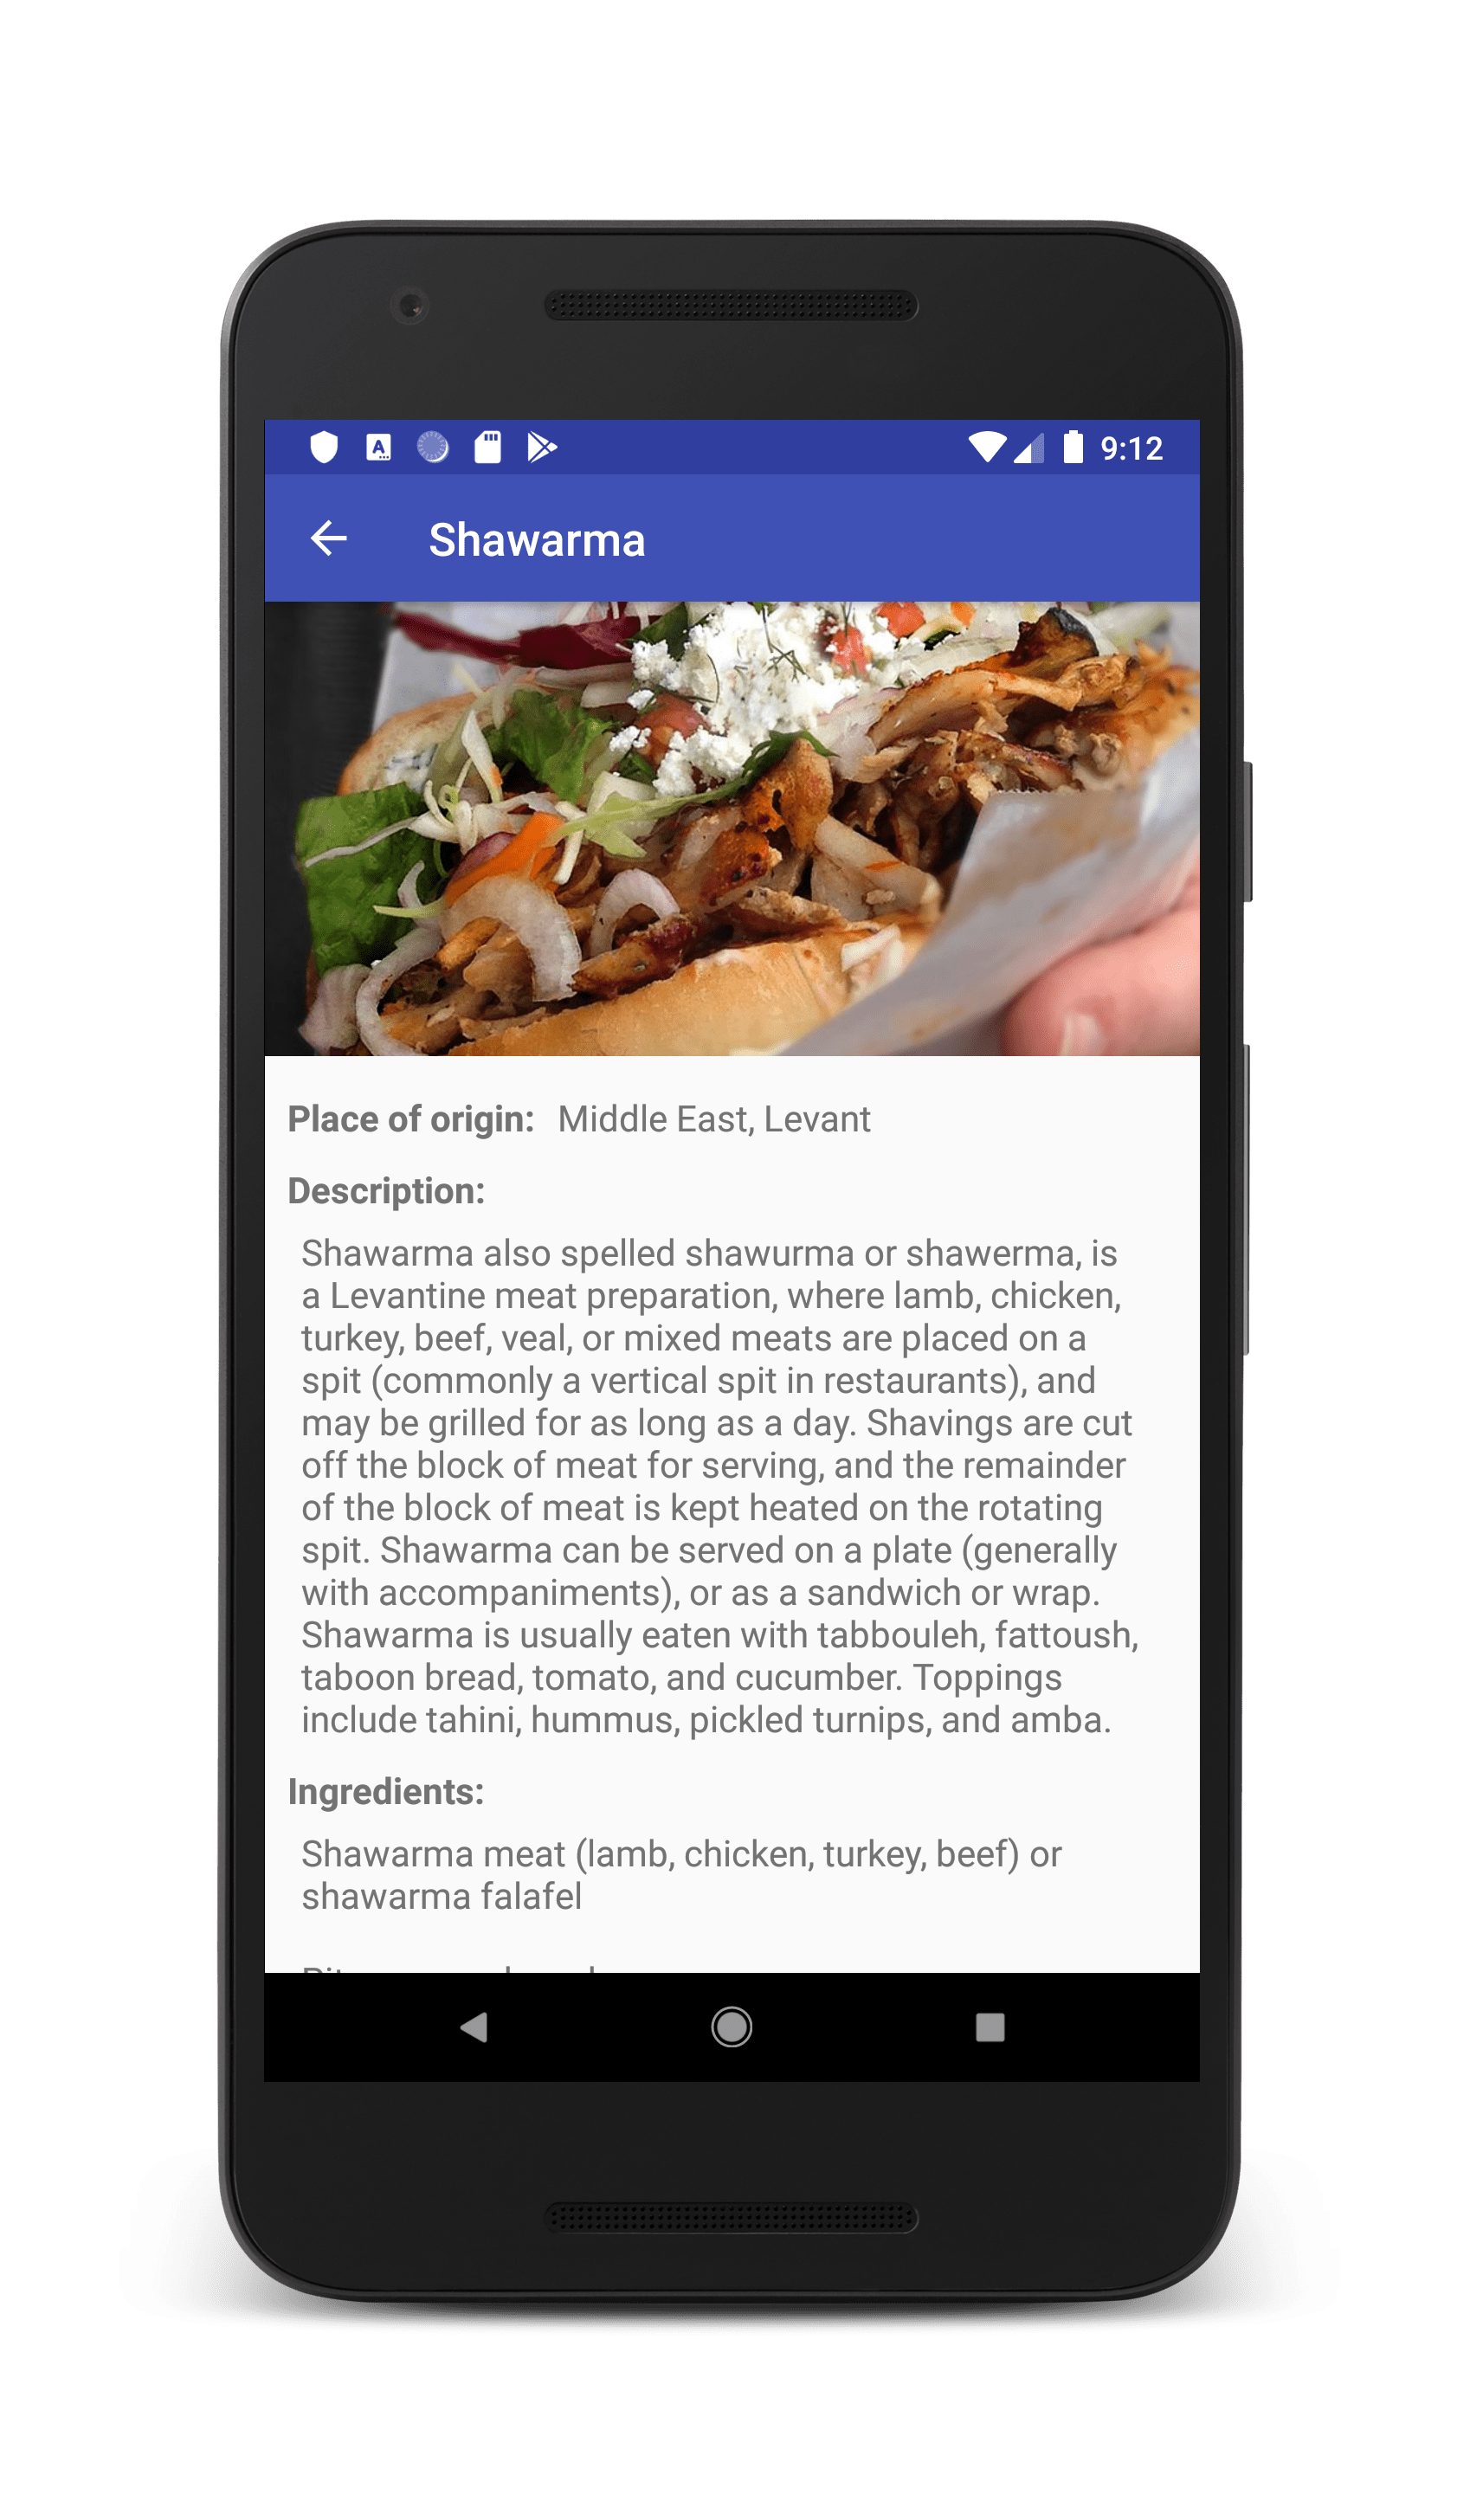 9:12
Shawarma
Place of origin: Middle East, Levant
Description:
Shawarma also spelled shawurma or shawerma, is
a Levantine meat preparation, where lamb, chicken,
turkey, beef, veal, or mixed meats are placed on a
spit (commonly a vertical spit in restaurants), and
may be grilled for as long as a day. Shavings are cut
off the block of meat for serving, and the remainder
of the block of meat is kept heated on the rotating
spit. Shawarma can be served on a plate (generally
with accompaniments), or as a sandwich or wrap.
Shawarma is usually eaten with tabbouleh, fattoush,
taboon bread, tomato, and cucumber. Toppings
include tahini, hummus, pickled turnips, and amba.
Ingredients:
Shawarma meat (lamb, chicken, turkey, beef) or
shawarma falafel